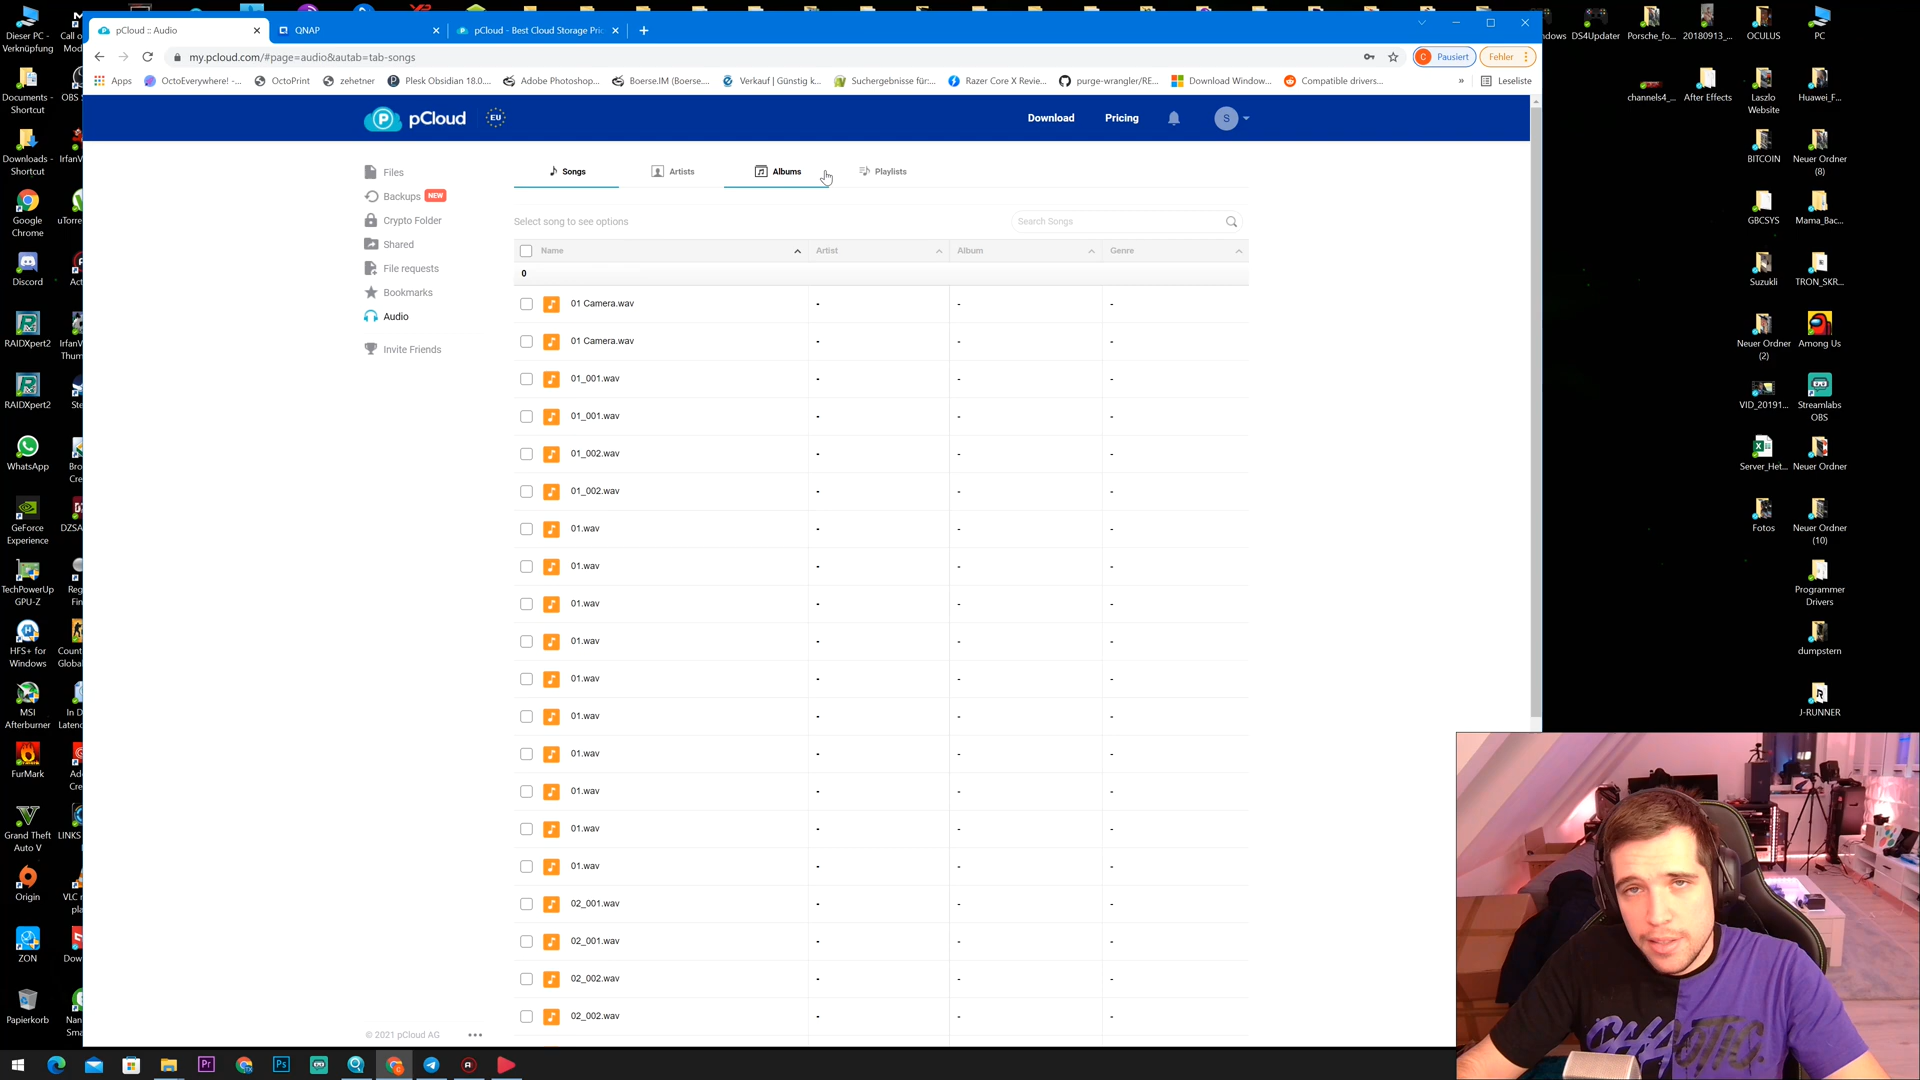 pCloud :: Audio
QNAP
pCloud - Best Cloud Storage Pric
my.pcloud.com/#page=audio&autab=tab-songs
Pausiert
Fehler
Apps
OctoEverywhere! -...
OctoPrint
zehetner
Plesk Obsidian 18.0....
Adobe Photoshop...
Boerse.IM (Boerse....
Verkauf | Günstig k...
Suchergebnisse für:...
Razer Core X Revie...
purge-wrangler/RE...
Download Window...
Compatible drivers...
»
Leseliste
pCloud
EU
Download
Pricing
S
Files
Backups NEW
Crypto Folder
Shared
File requests
Bookmarks
Audio
Invite Friends
Songs
Artists
Albums
Playlists
Select song to see options
Search Songs
Name
Artist
Album
Genre
0
01 Camera.wav - - -
01 Camera.wav - - -
01_001.wav - - -
01_001.wav - - -
01_002.wav - - -
01_002.wav - - -
01.wav - - -
01.wav - - -
01.wav - - -
01.wav - - -
01.wav - - -
01.wav - - -
01.wav - - -
01.wav - - -
01.wav - - -
01.wav - - -
02_001.wav - - -
02_001.wav - - -
02_002.wav - - -
02_002.wav - - -
© 2021 pCloud AG
Dieser PC -
Verknüpfung
Documents -
Shortcut
Downloads -
Shortcut
Google
Chrome
Discord
RAIDXpert2
RAIDXpert2
WhatsApp
GeForce
Experience
TechPowerUp
GPU-Z
HFS+ for
Windows
MSI
Afterburner
FurMark
Grand Theft
Auto V
Origin
ZON
Papierkorb
DS4Updater
Porsche_fo...
20180913_...
OCULUS
PC
channels4_...
After Effects
Laszlo
Website
Huawei_F...
BITCOIN
Neuer Ordner
(8)
GBCSYS
Mama_Bac...
Suzukli
TRON_SKR...
Neuer Ordner
(2)
Among Us
VID_20191...
Streamlabs
OBS
Server_Het...
Neuer Ordner
Fotos
Neuer Ordner
(10)
Programmer
Drivers
dumpstern
J-RUNNER
CHAOTIC